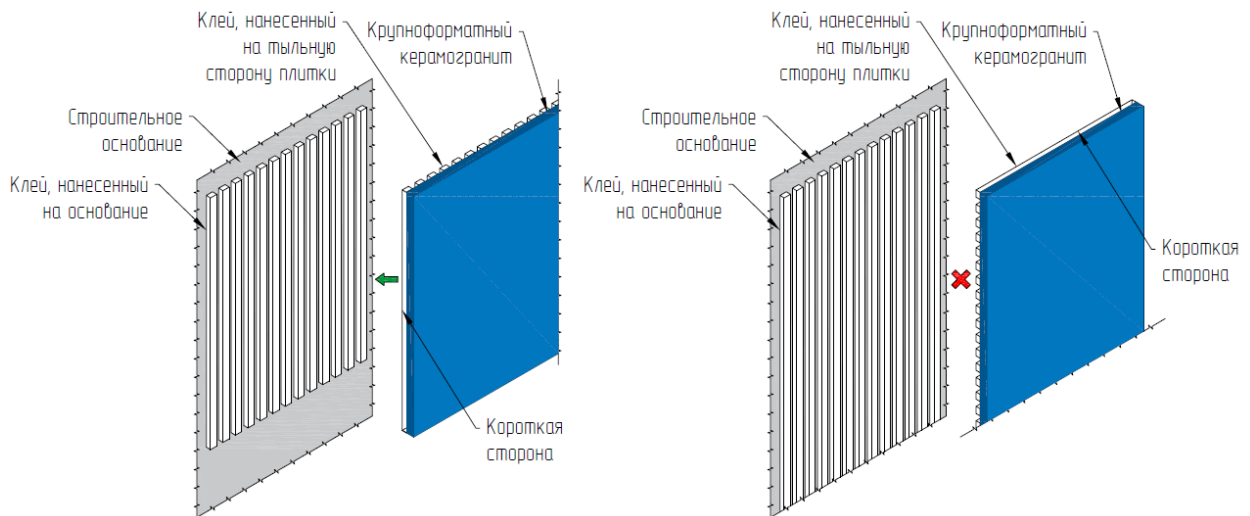 Клей, нанесенный
на тыльную
сторону плитки
Крупноформатный
керамогранит
Строительное
основание
Клей, нанесенный
на основание
Короткая
сторона
Клей, нанесенный
на тыльную
сторону плитки
Крупноформатный
керамогранит
Строительное
основание
Клей, нанесенный
на основание
Короткая
сторона